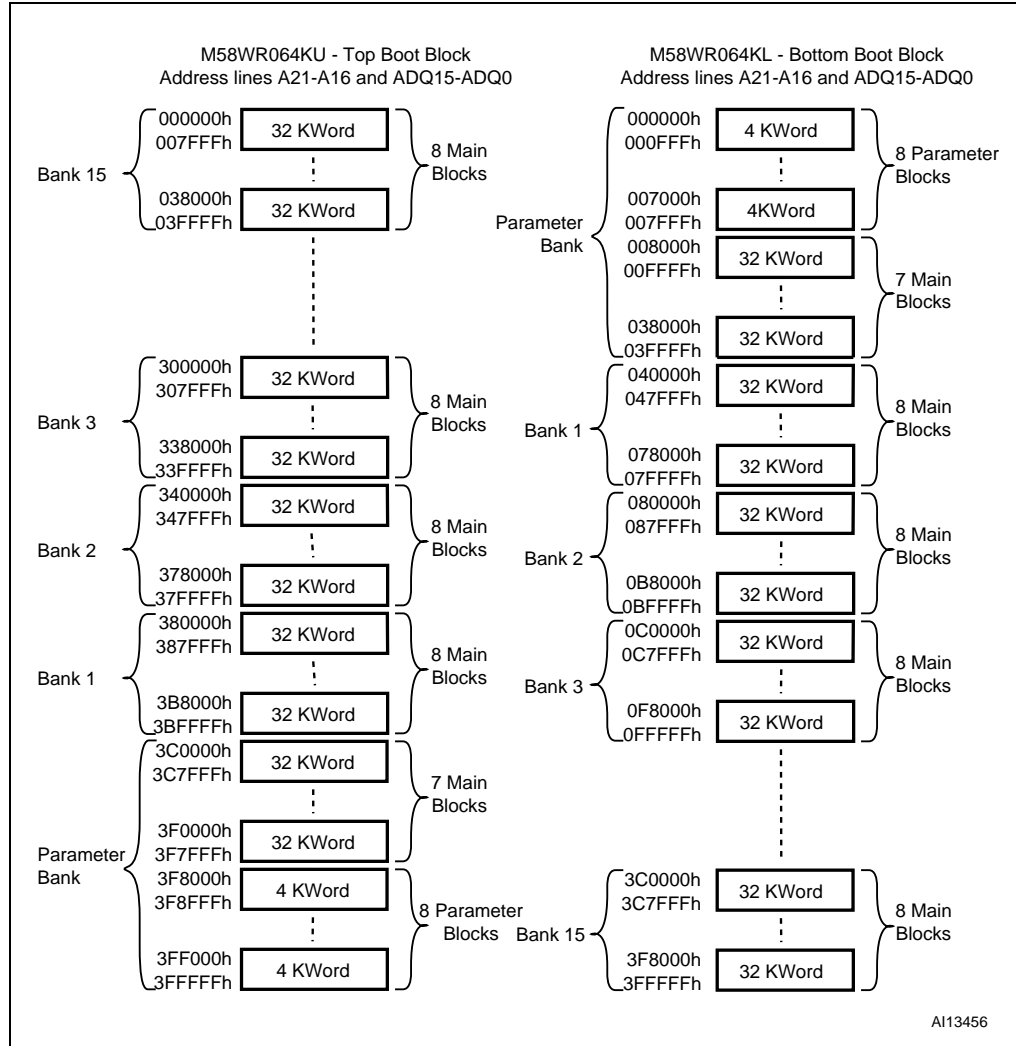 M58WR064KU - Top Boot Block
Address lines A21-A16 and ADQ15-ADQ0
000000h
007FFFh
32 KWord
Bank 15
8 Main
Blocks
038000h
03FFFFh
32 KWord
300000h
307FFFh
32 KWord
Bank 3
8 Main
Blocks
338000h
33FFFFh
32 KWord
340000h
347FFFh
32 KWord
Bank 2
8 Main
Blocks
378000h
37FFFFh
32 KWord
380000h
387FFFh
32 KWord
Bank 1
8 Main
Blocks
3B8000h
3BFFFFh
32 KWord
3C0000h
3C7FFFh
32 KWord
7 Main
Blocks
3F0000h
3F7FFFh
32 KWord
Parameter
Bank
3F8000h
3F8FFFh
4 KWord
8 Parameter
Blocks
3FF000h
3FFFFFh
4 KWord
M58WR064KL - Bottom Boot Block
Address lines A21-A16 and ADQ15-ADQ0
000000h
000FFFh
4 KWord
8 Parameter
Blocks
007000h
007FFFh
4KWord
Parameter
Bank
008000h
00FFFFh
32 KWord
7 Main
Blocks
038000h
03FFFFh
32 KWord
040000h
047FFFh
32 KWord
Bank 1
8 Main
Blocks
078000h
07FFFFh
32 KWord
080000h
087FFFh
32 KWord
Bank 2
8 Main
Blocks
0B8000h
0BFFFFh
32 KWord
0C0000h
0C7FFFh
32 KWord
Bank 3
8 Main
Blocks
0F8000h
0FFFFFh
32 KWord
3C0000h
3C7FFFh
32 KWord
Bank 15
8 Main
Blocks
3F8000h
3FFFFFh
32 KWord
AI13456